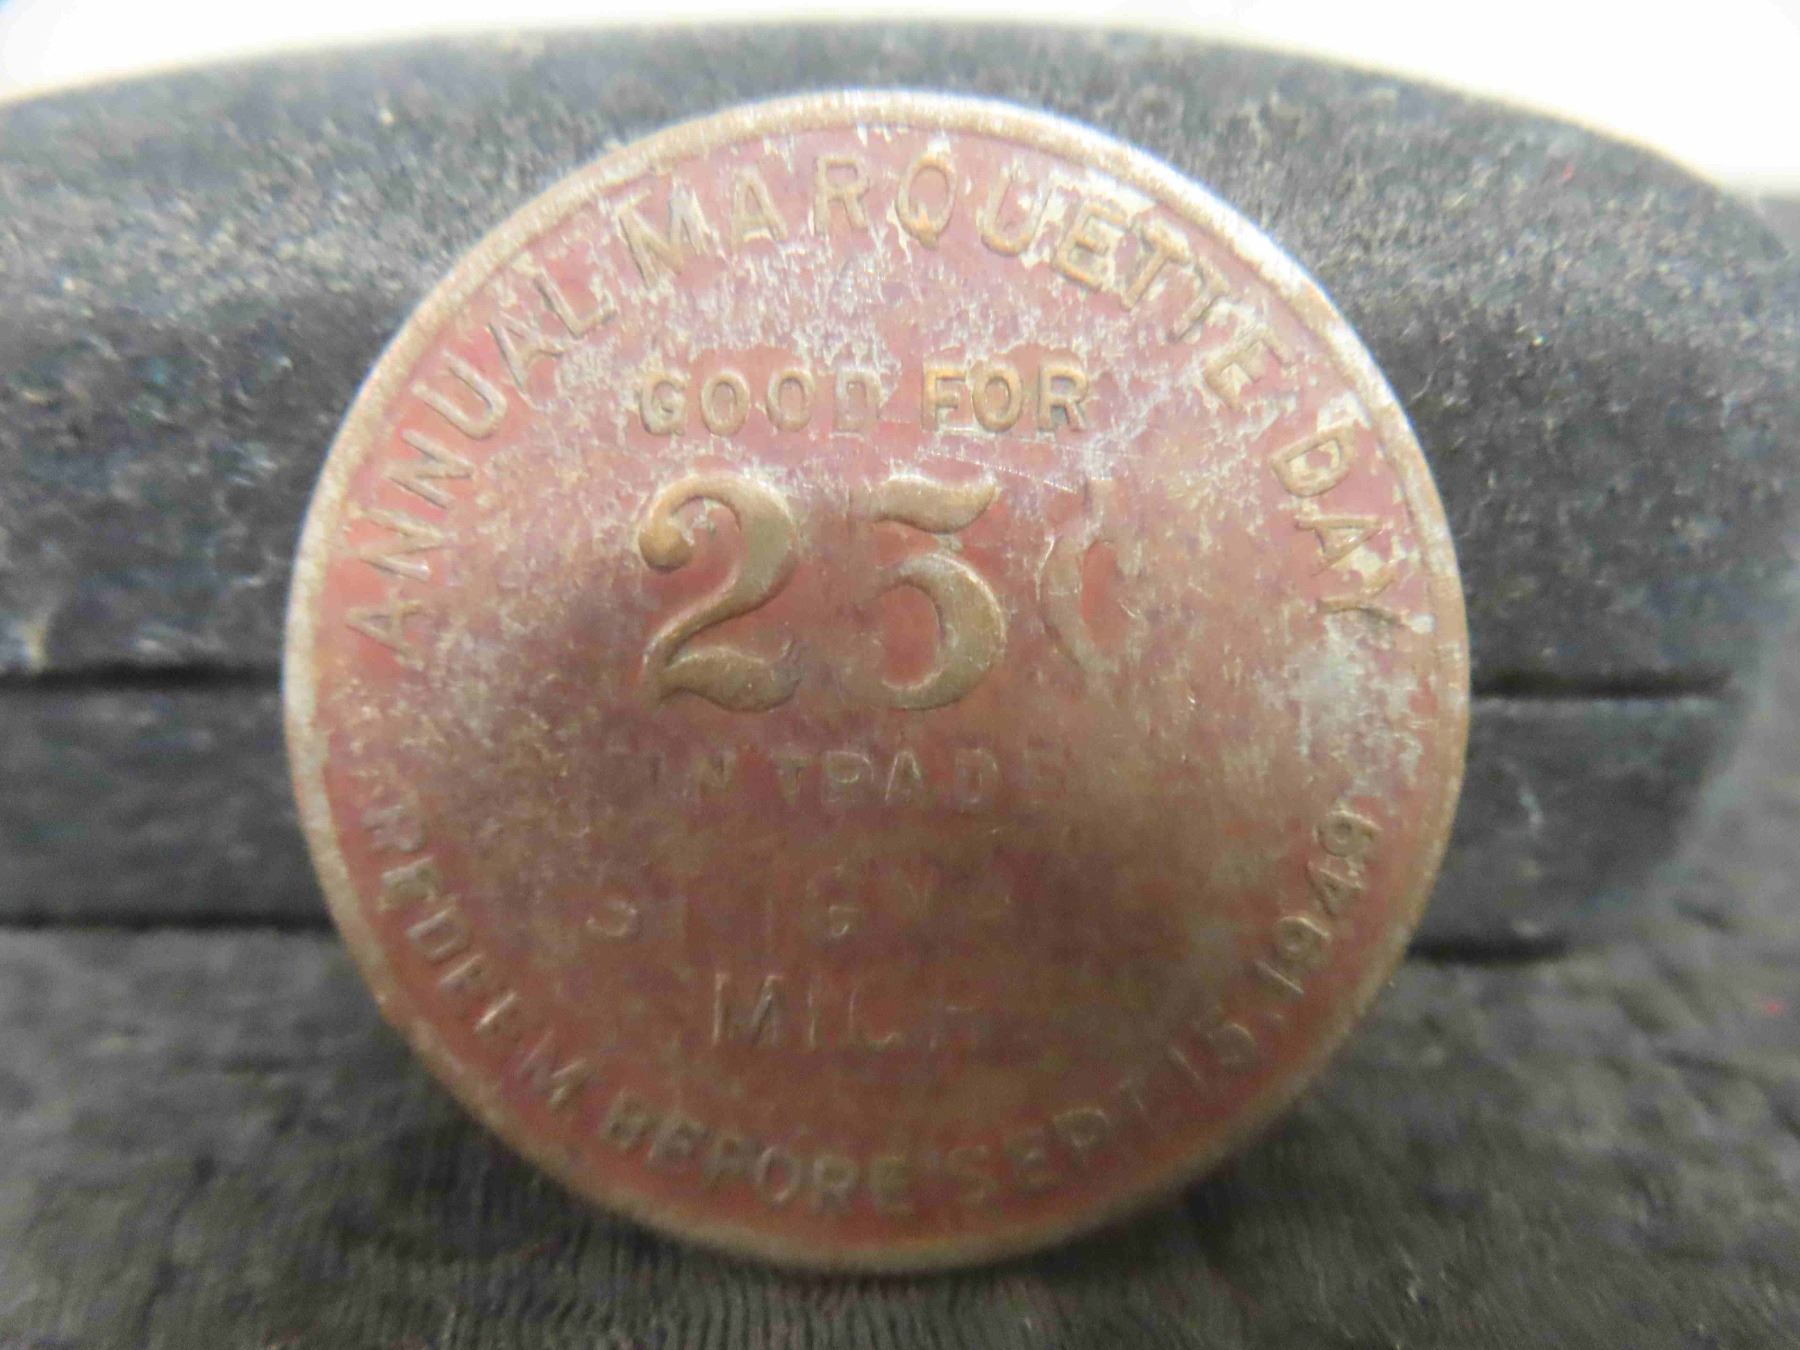 ANNUAL MARQUETTE DAY
GOOD FOR
25¢
IN TRADE
MICH
REDEEM BEFORE SEPT. 15, 1949